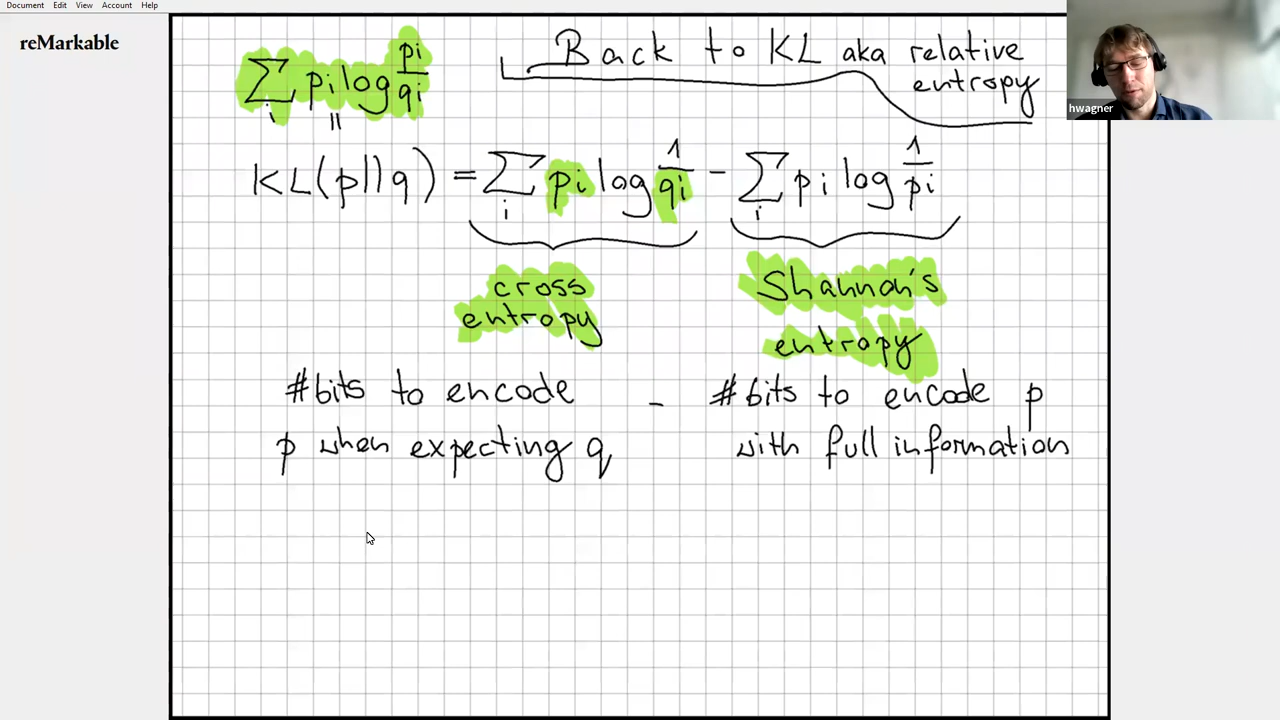 Document Edit View Account Help
reMarkable
hwagner
Back to KL aka relative
entropy
∑ pi log pi/qi
i
||
KL(p||q) = ∑ pi log 1/qi - ∑ pi log 1/pi
i i
cross
entropy
Shannon's
entropy
#bits to encode
p when expecting q
-
#bits to encode p
with full information